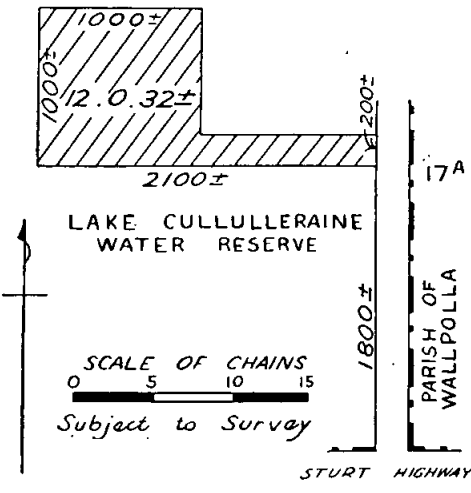 1000±
1000±
12.0.32±
200±
2100±
17A
LAKE CULLULLERAINE
WATER RESERVE
1800±
PARISH OF
WALLPOLLA
SCALE OF CHAINS
0 5 10 15
Subject to Survey
STURT HIGHWAY